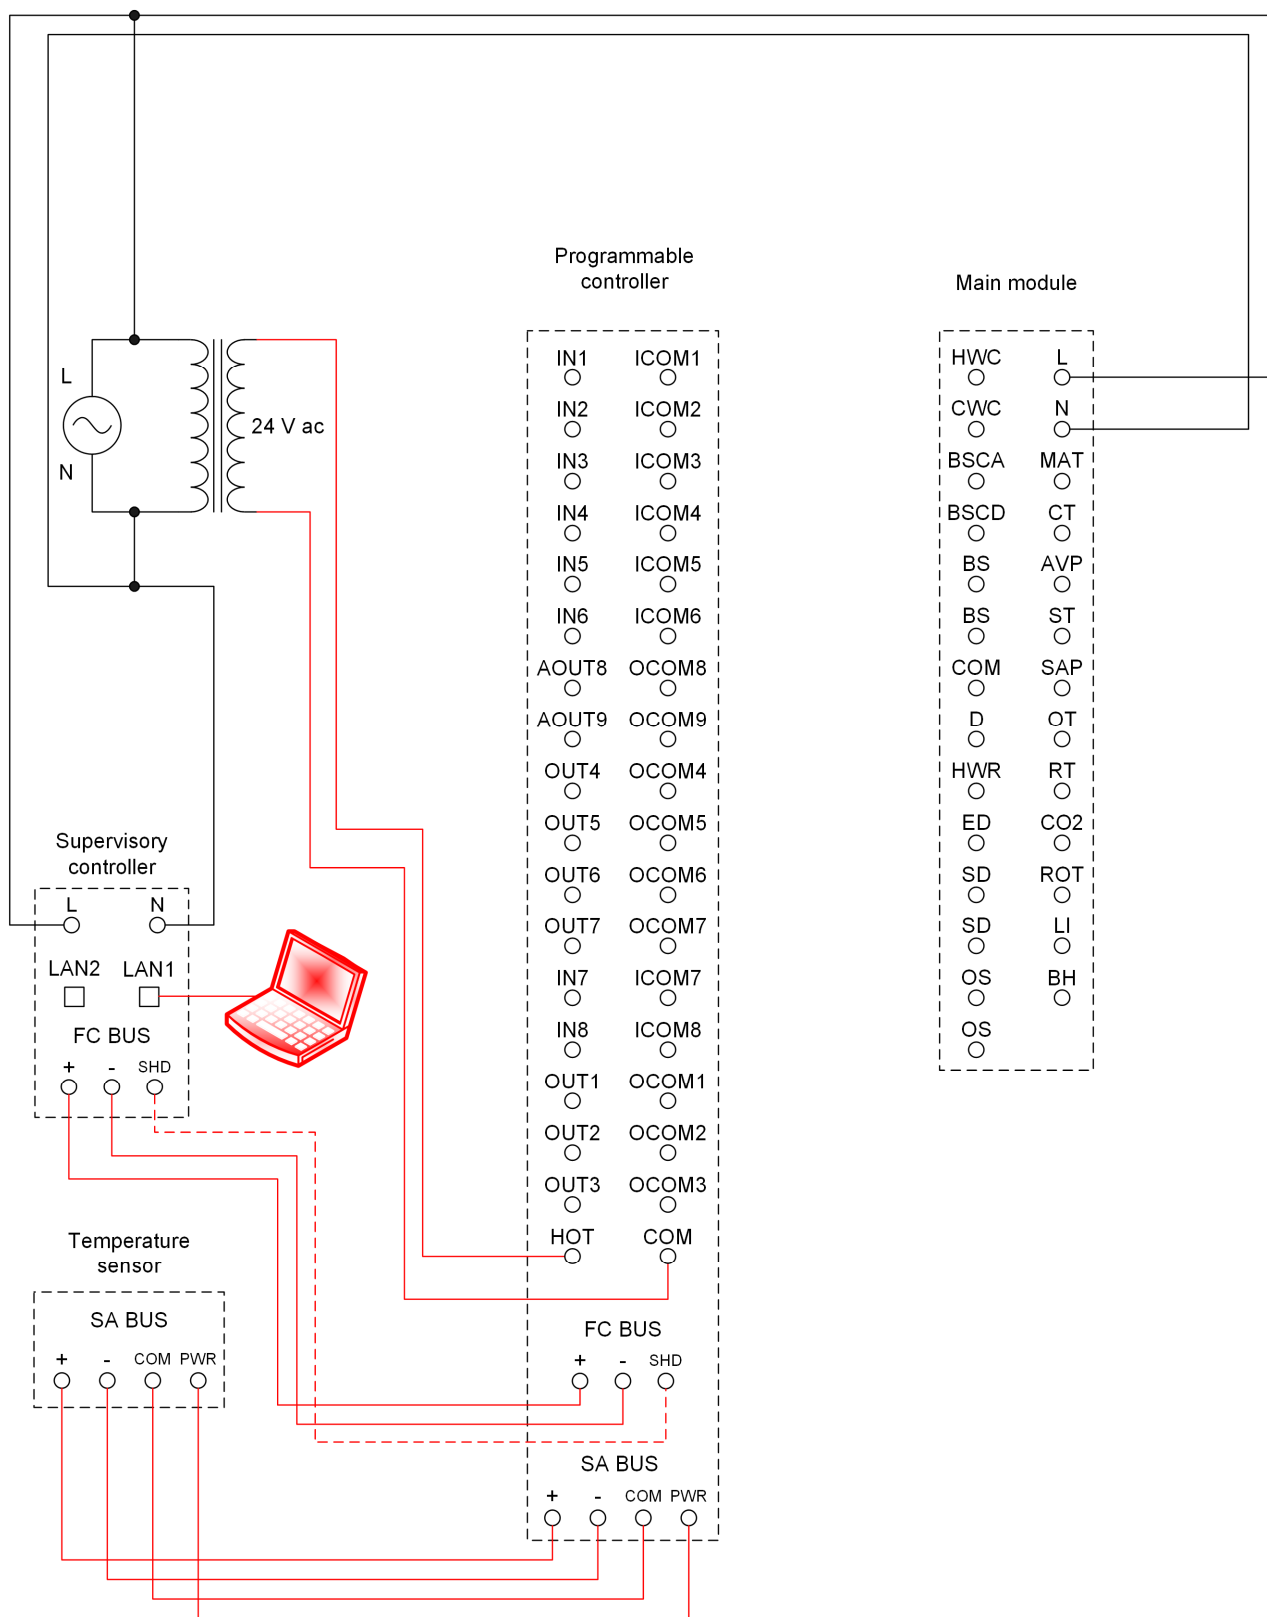 Programmable
controller
Main module
L
N
24 V ac
IN1 ICOM1
IN2 ICOM2
IN3 ICOM3
IN4 ICOM4
IN5 ICOM5
IN6 ICOM6
AOUT8 OCOM8
AOUT9 OCOM9
OUT4 OCOM4
OUT5 OCOM5
OUT6 OCOM6
OUT7 OCOM7
IN7 ICOM7
IN8 ICOM8
OUT1 OCOM1
OUT2 OCOM2
OUT3 OCOM3
HOT COM
FC BUS
+ - SHD
SA BUS
+ - COM PWR
HWC L
CWC N
BSCA MAT
BSCD CT
BS AVP
BS ST
COM SAP
D OT
HWR RT
ED CO2
SD ROT
SD LI
OS BH
OS
Supervisory
controller
L N
LAN2 LAN1
FC BUS
+ - SHD
Temperature
sensor
SA BUS
+ - COM PWR